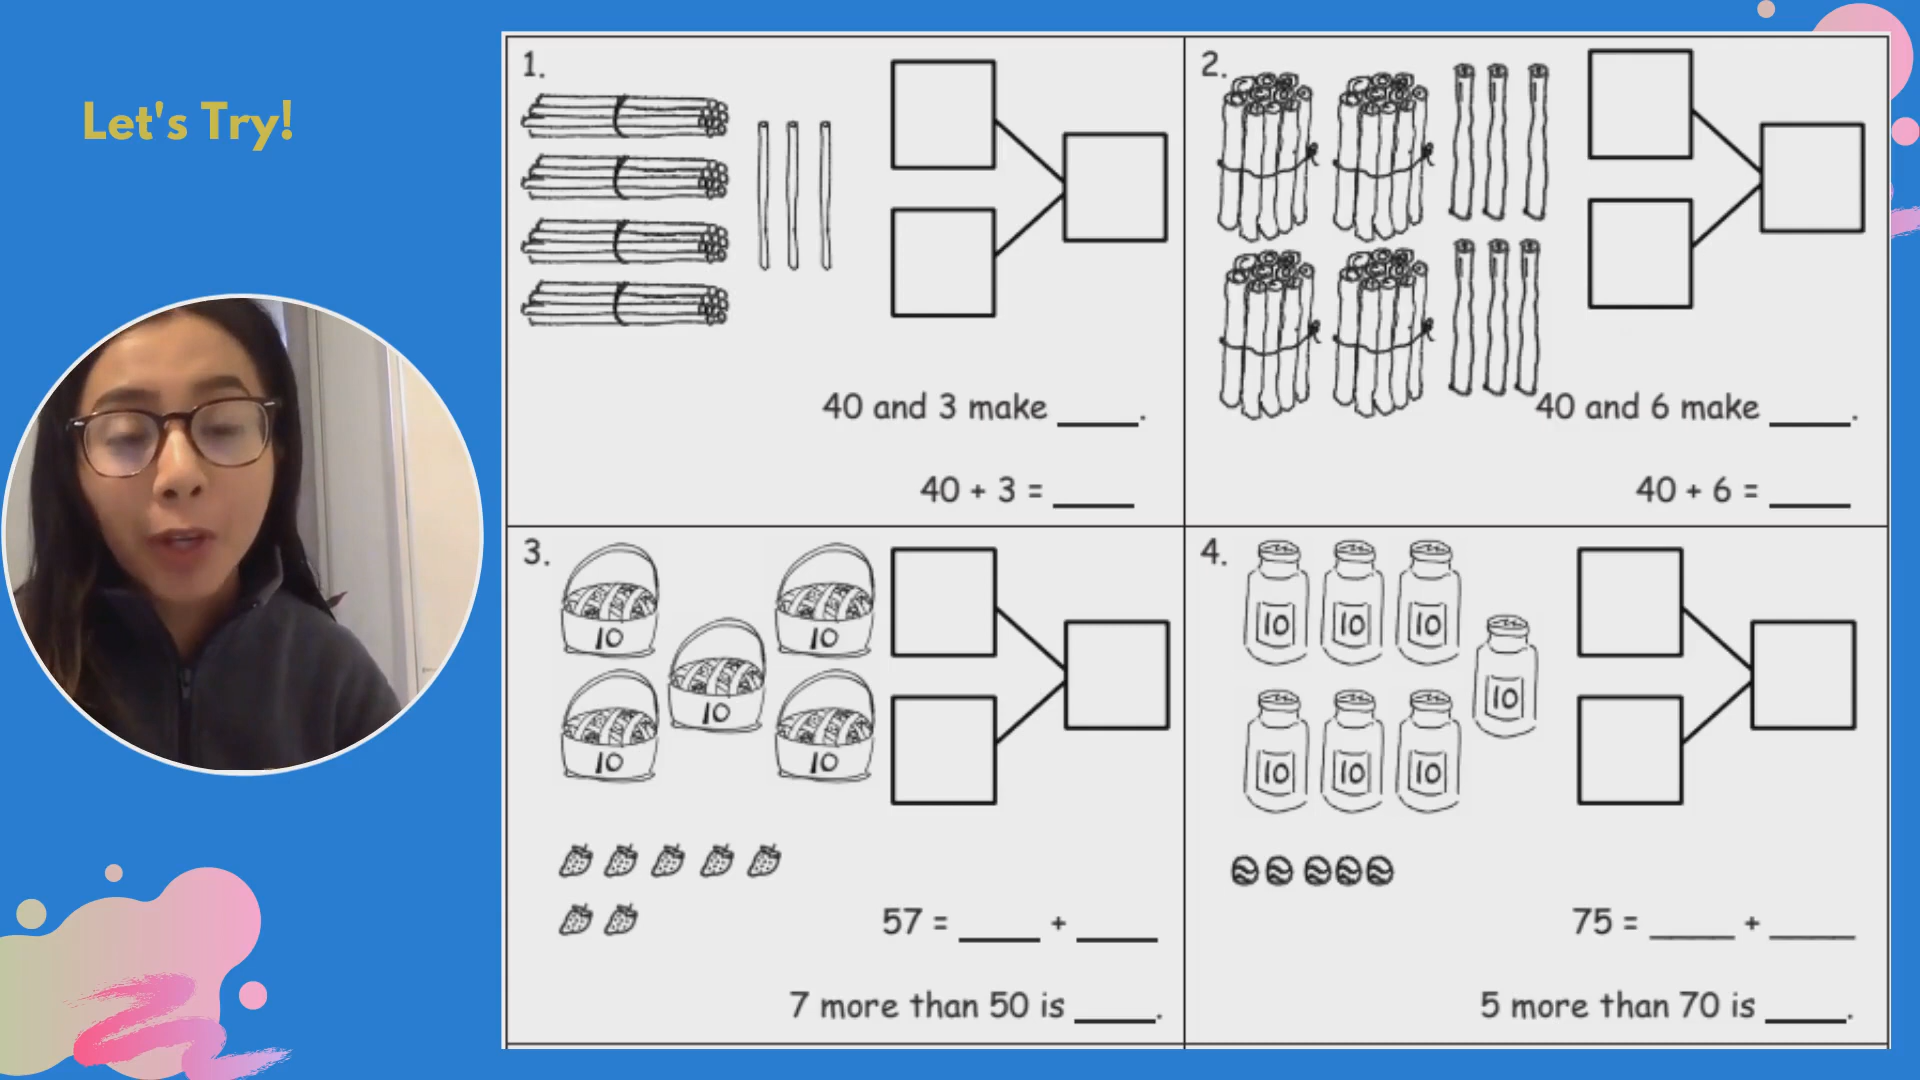 Let's Try!
1.
40 and 3 make ____.
40 + 3 = ____
2.
40 and 6 make ____.
40 + 6 = ____
3.
10
10
10
10
10
57 = ____ + ____
7 more than 50 is ____.
4.
10 10 10
10
10 10 10
75 = ____ + ____
5 more than 70 is ____.